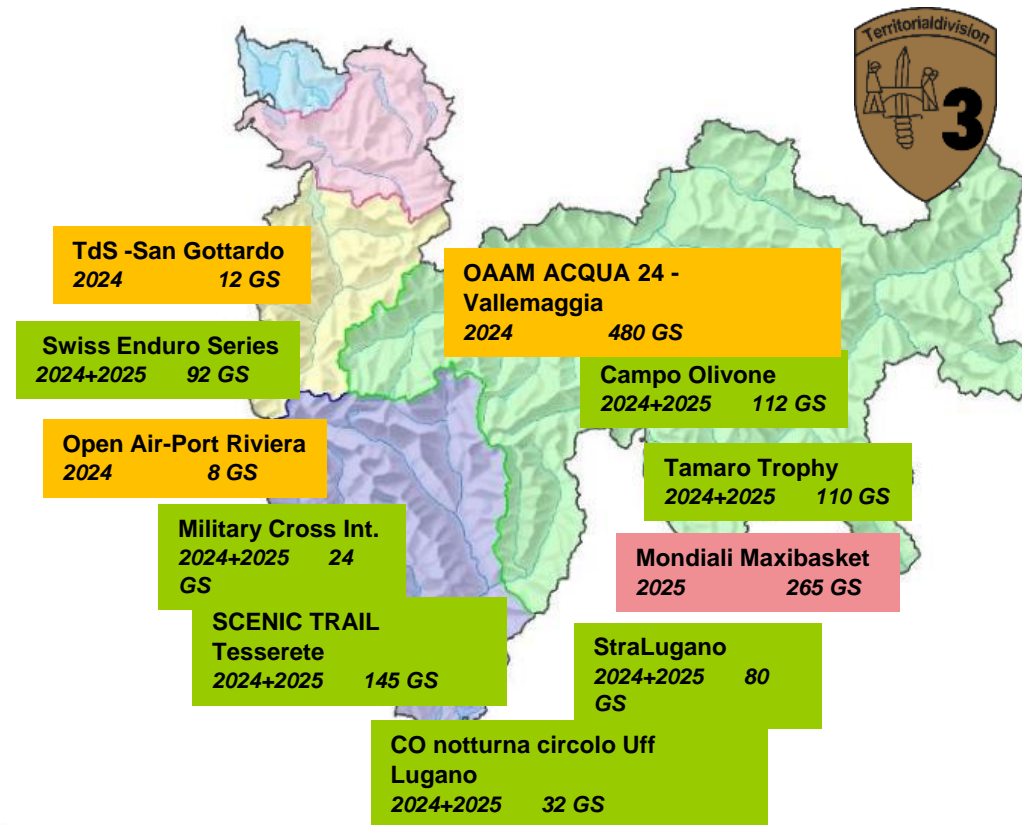 Territorialdivision
3
TdS -San Gottardo
2024 12 GS
OAAM ACQUA 24 -
Vallemaggia
2024 480 GS
Swiss Enduro Series
2024+2025 92 GS
Campo Olivone
2024+2025 112 GS
Open Air-Port Riviera
2024 8 GS
Tamaro Trophy
2024+2025 110 GS
Military Cross Int.
2024+2025 24
GS
Mondiali Maxibasket
2025 265 GS
SCENIC TRAIL
Tesserete
2024+2025 145 GS
StraLugano
2024+2025 80
GS
CO notturna circolo Uff
Lugano
2024+2025 32 GS